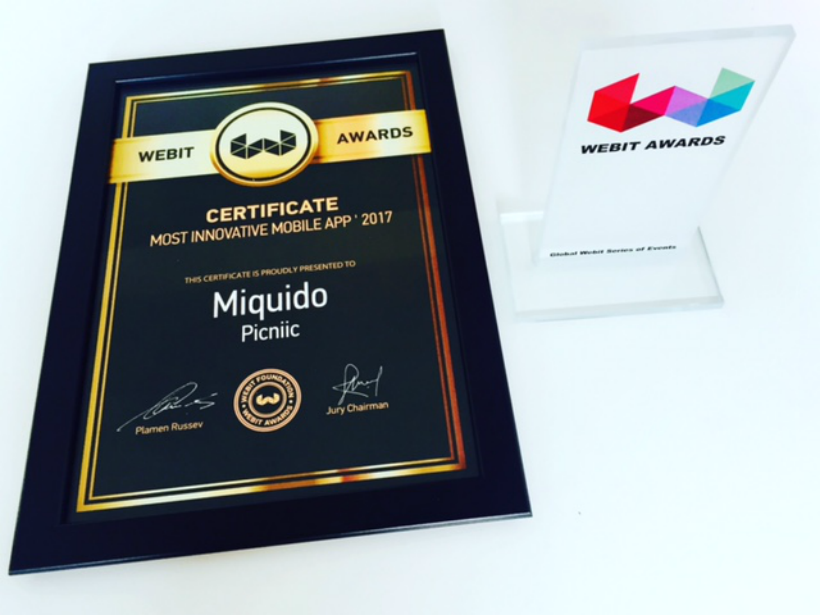 WEBIT AWARDS
CERTIFICATE
MOST INNOVATIVE MOBILE APP ' 2017
THIS CERTIFICATE IS PROUDLY PRESENTED TO
Miquido
Picniic
Plamen Russev
WEBIT FOUNDATION
WEBIT AWARDS
Jury Chairman
WEBIT AWARDS
Global Webit Series of Events